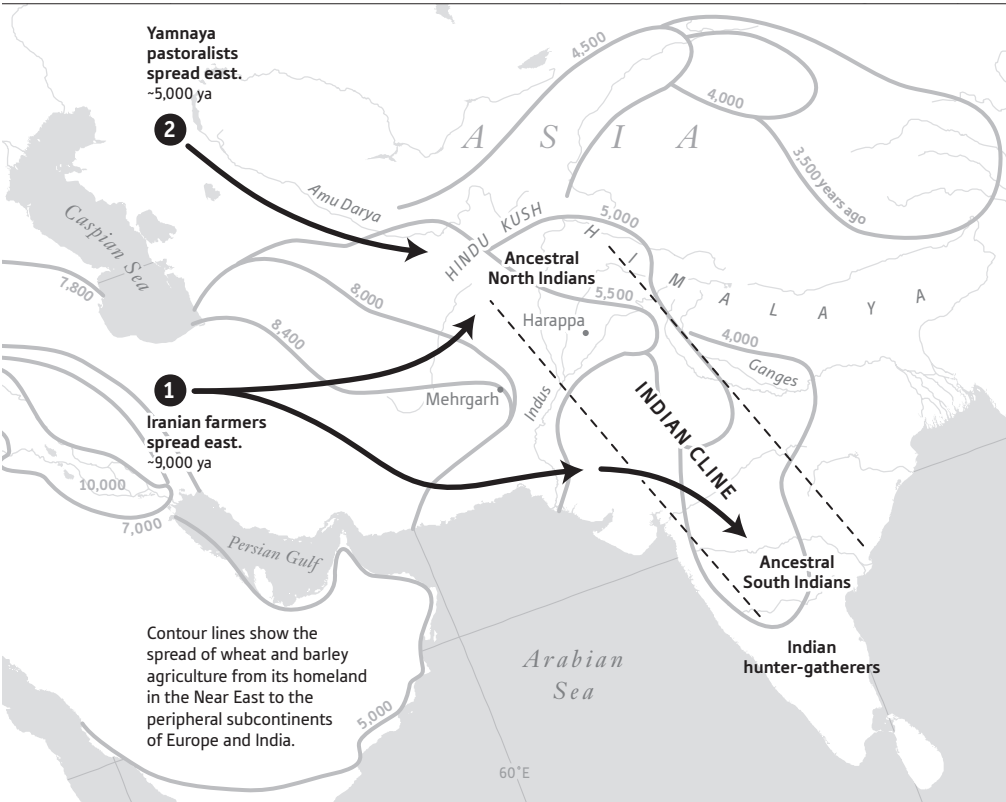 Yamnaya
pastoralists
spread east.
~5,000 ya
2
4,500
4,000
ASIA
3,500 years ago
Amu Darya
Caspian Sea
HINDU KUSH
5,000
HIMALAYA
Ancestral
North Indians
7,800
8,000
5,500
Harappa
8,400
4,000
Ganges
1
Mehrgarh
Indus
INDIAN CLINE
Iranian farmers
spread east.
~9,000 ya
10,000
7,000
Persian Gulf
Ancestral
South Indians
Contour lines show the
spread of wheat and barley
agriculture from its homeland
in the Near East to the
peripheral subcontinents
of Europe and India.
Arabian
Sea
Indian
hunter-gatherers
5,000
60°E